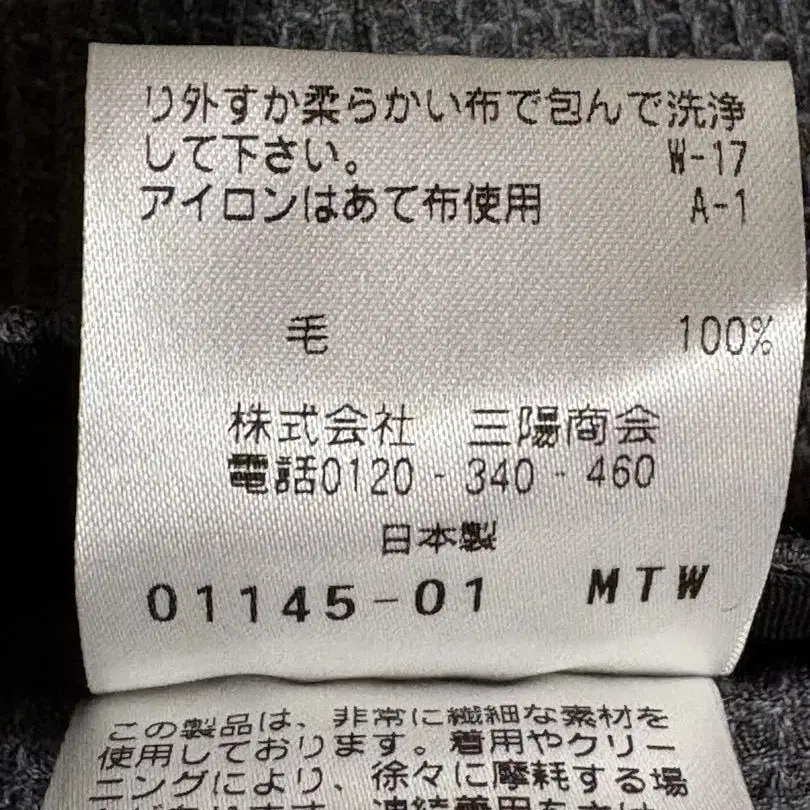 り外すか柔らかい布で包んで洗浄
して下さい。 W-17
アイロンはあて布使用 A-1
毛 100%
株式会社 三陽商会
電話0120-340-460
日本製
01145-01 MTW
この製品は、非常に繊細な素材を
使用しております。着用やクリー
ニングにより、徐々に摩耗する場